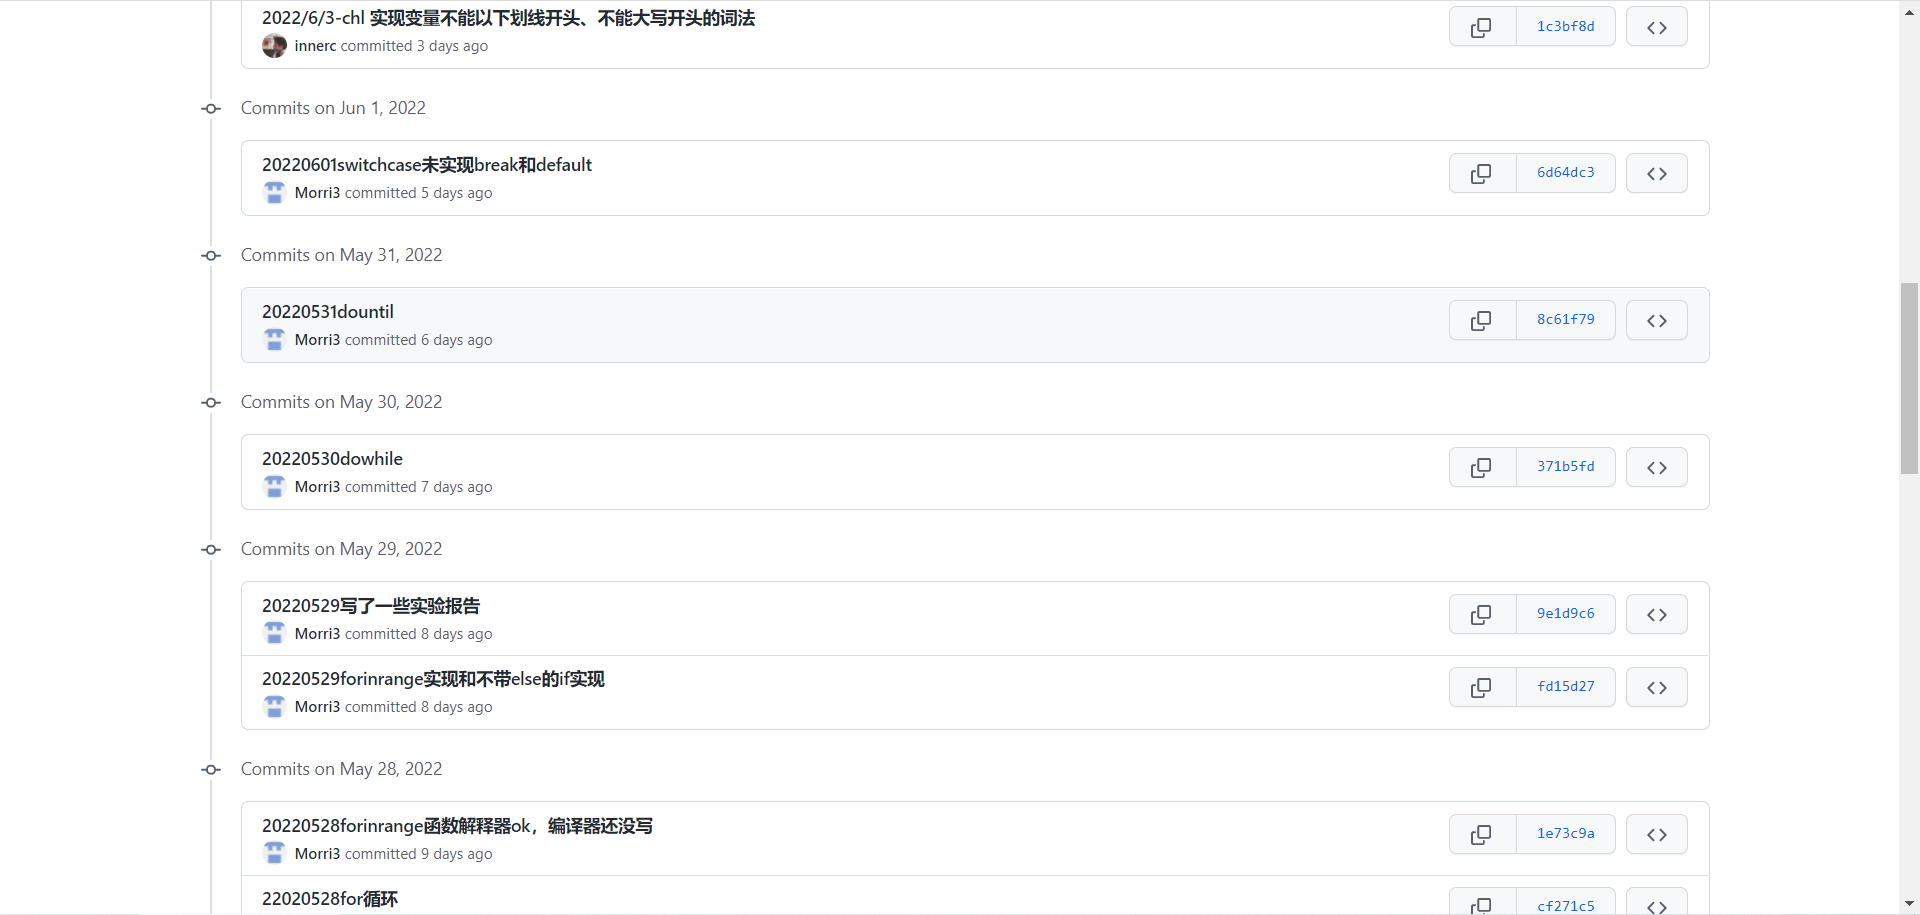 2022/6/3-chl 实现变量不能以下划线开头、不能大写开头的词法
innerc committed 3 days ago
1c3bf8d
Commits on Jun 1, 2022
20220601switchcase未实现break和default
Morri3 committed 5 days ago
6d64dc3
Commits on May 31, 2022
20220531dountil
Morri3 committed 6 days ago
8c61f79
Commits on May 30, 2022
20220530dowhile
Morri3 committed 7 days ago
371b5fd
Commits on May 29, 2022
20220529写了一些实验报告
Morri3 committed 8 days ago
9e1d9c6
20220529forinrange实现和不带else的if实现
Morri3 committed 8 days ago
fd15d27
Commits on May 28, 2022
20220528forinrange函数解释器ok，编译器还没写
Morri3 committed 9 days ago
1e73c9a
22020528for循环
cf271c5